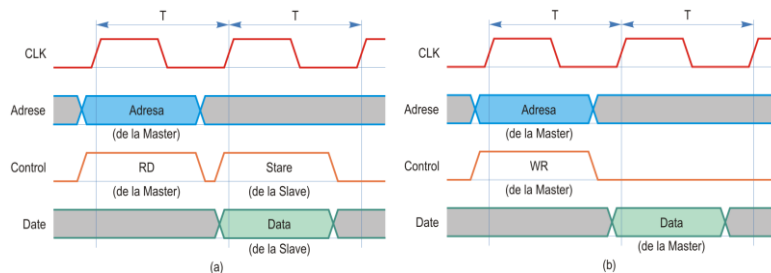 T T
CLK
Adrese Adresa
(de la Master)
Control RD Stare
(de la Master) (de la Slave)
Date Data
(de la Slave)
(a)
T T
CLK
Adrese Adresa
(de la Master)
Control WR
(de la Master)
Date Data
(de la Master)
(b)